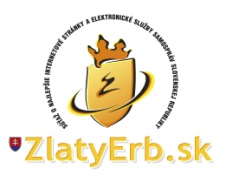 SÚŤAŽ O NAJLEPŠIE INTERNETOVÉ STRÁNKY A ELEKTRONICKÉ SLUŽBY SAMOSPRÁV SLOVENSKEJ REPUBLIKY
Z
ZlatyErb.sk